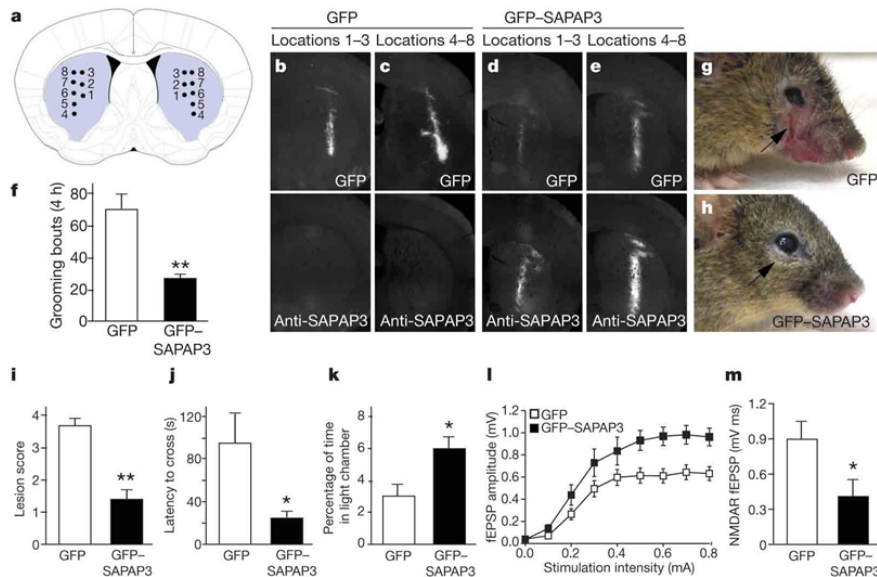 a
8 3
7 2
6 1
5
4
3 8
2 7
1 6
5
4
GFP
Locations 1–3 Locations 4–8
GFP–SAPAP3
Locations 1–3 Locations 4–8
b
GFP
c
GFP
d
GFP
e
GFP
Anti-SAPAP3
Anti-SAPAP3
Anti-SAPAP3
Anti-SAPAP3
g
GFP
h
GFP–SAPAP3
f
Grooming bouts (4 h)
80
60
40
20
0
**
GFP
GFP–
SAPAP3
i
Lesion score
4
3
2
1
0
**
GFP
GFP–
SAPAP3
j
Latency to cross (s)
120
100
80
60
40
20
0
*
GFP
GFP–
SAPAP3
k
Percentage of time
in light chamber
8
6
4
2
0
*
GFP
GFP–
SAPAP3
l
GFP
GFP–SAPAP3
fEPSP amplitude (mV)
1.2
1.0
0.8
0.6
0.4
0.2
0
0.0 0.2 0.4 0.6 0.8
Stimulation intensity (mA)
m
NMDAR fEPSP (mV ms)
1.2
0.9
0.6
0.3
0.0
*
GFP
GFP–
SAPAP3